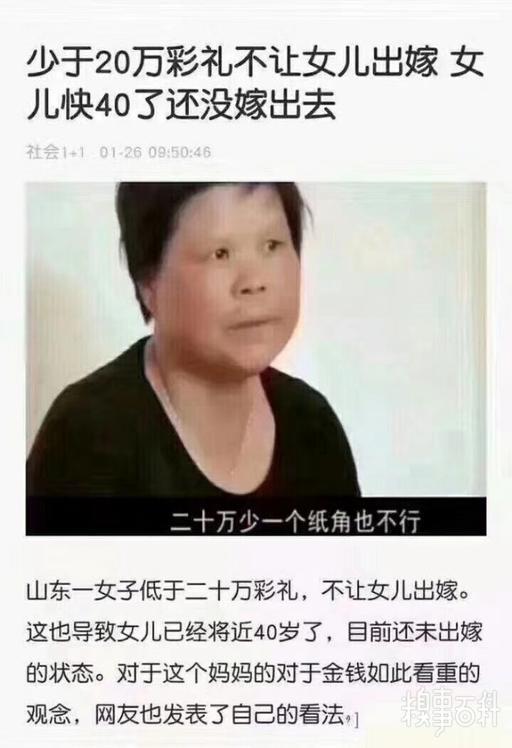 少于20万彩礼不让女儿出嫁 女
儿快40了还没嫁出去
社会1+1 01-26 09:50:46
二十万少一个纸角也不行
山东一女子低于二十万彩礼，不让女儿出嫁。
这也导致女儿已经将近40岁了，目前还未出嫁
的状态。对于这个妈妈的对于金钱如此看重的
观念，网友也发表了自己的看法。]
糗事百科